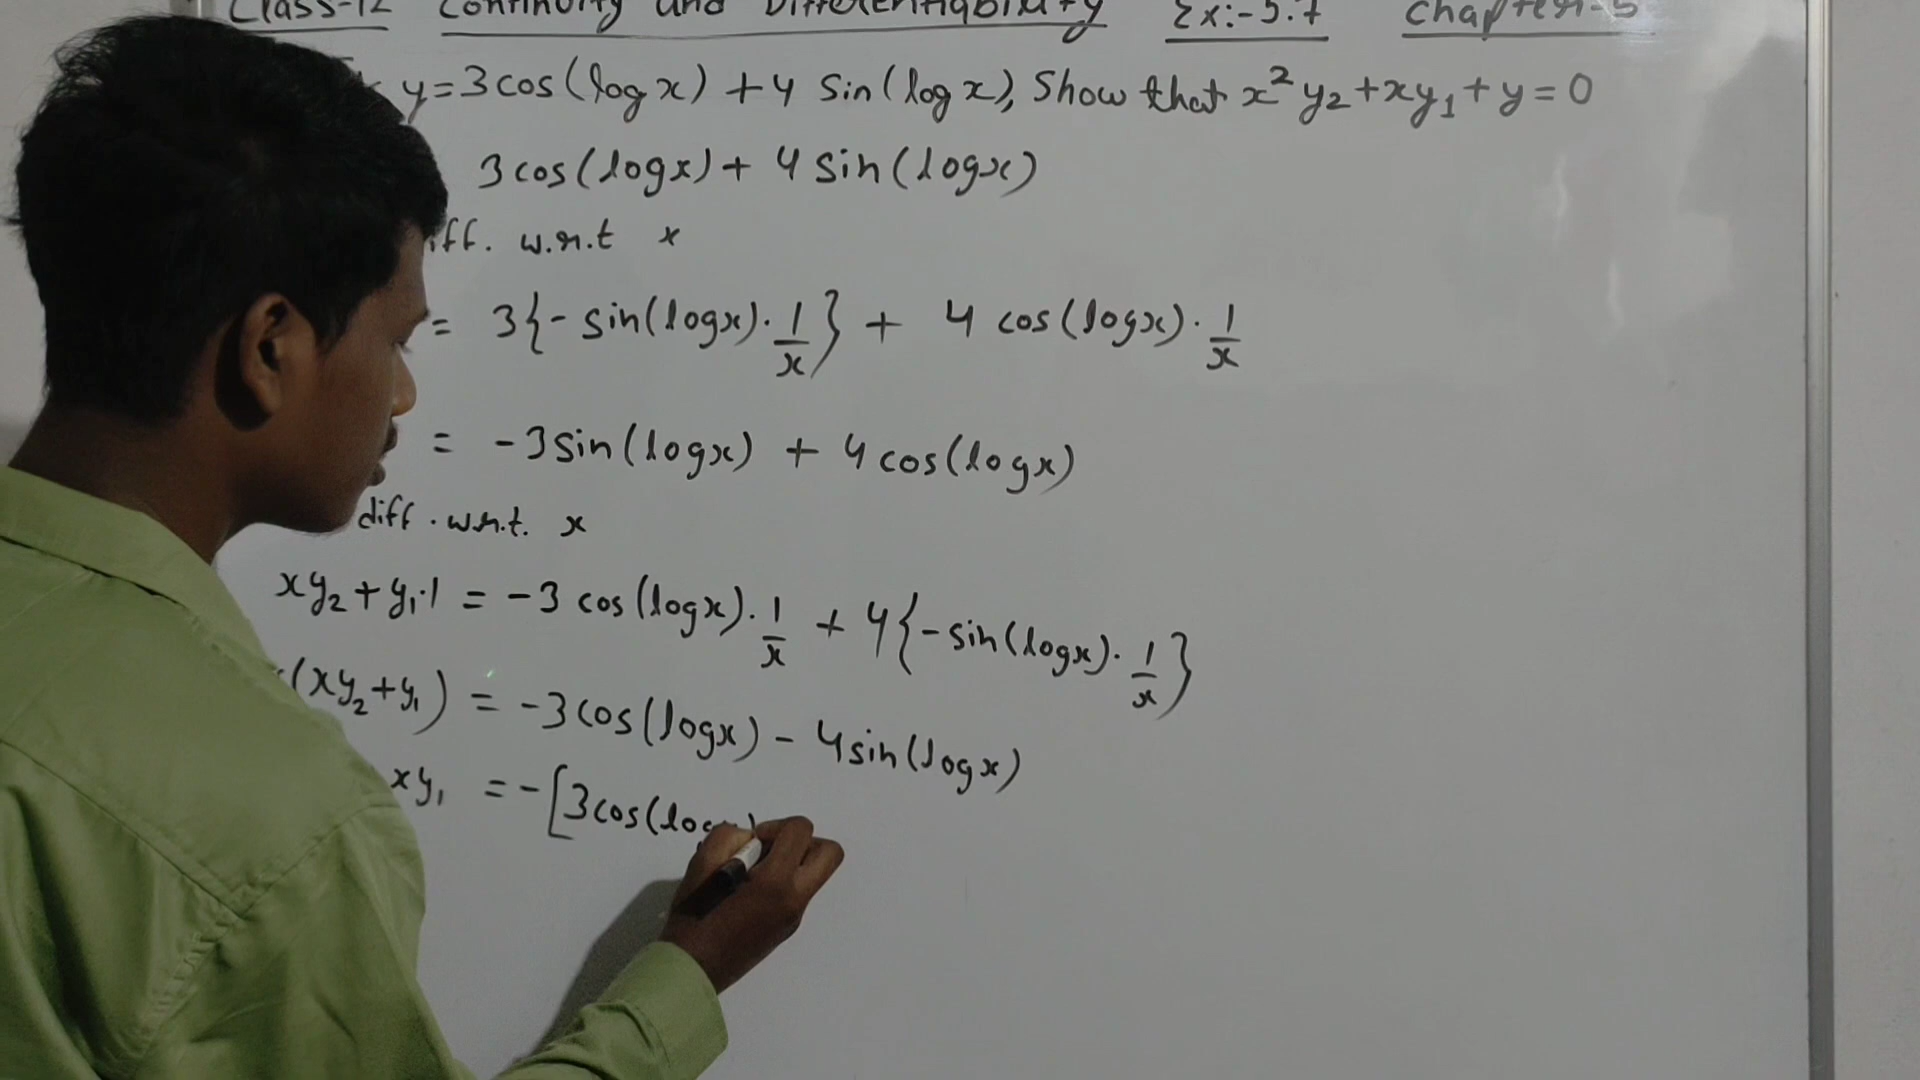 Class-12 Continuity and Differentiability Ex:-5.7 Chapter-5
y=3cos(log x)+4 Sin(log x), Show that x²y₂+xy₁+y=0
3cos(logx)+ 4 sin(logx)
diff. w.r.t x
= 3{-sin(logx)·1/x} + 4 cos(logx)·1/x
= -3sin(logx) + 4cos(logx)
diff. w.r.t. x
xy₂+y₁·1 = -3 cos(logx)·1/x + 4{-sin(logx)·1/x}
(xy₂+y₁) = -3cos(logx) - 4sin(logx)
xy₁ = -[3cos(log